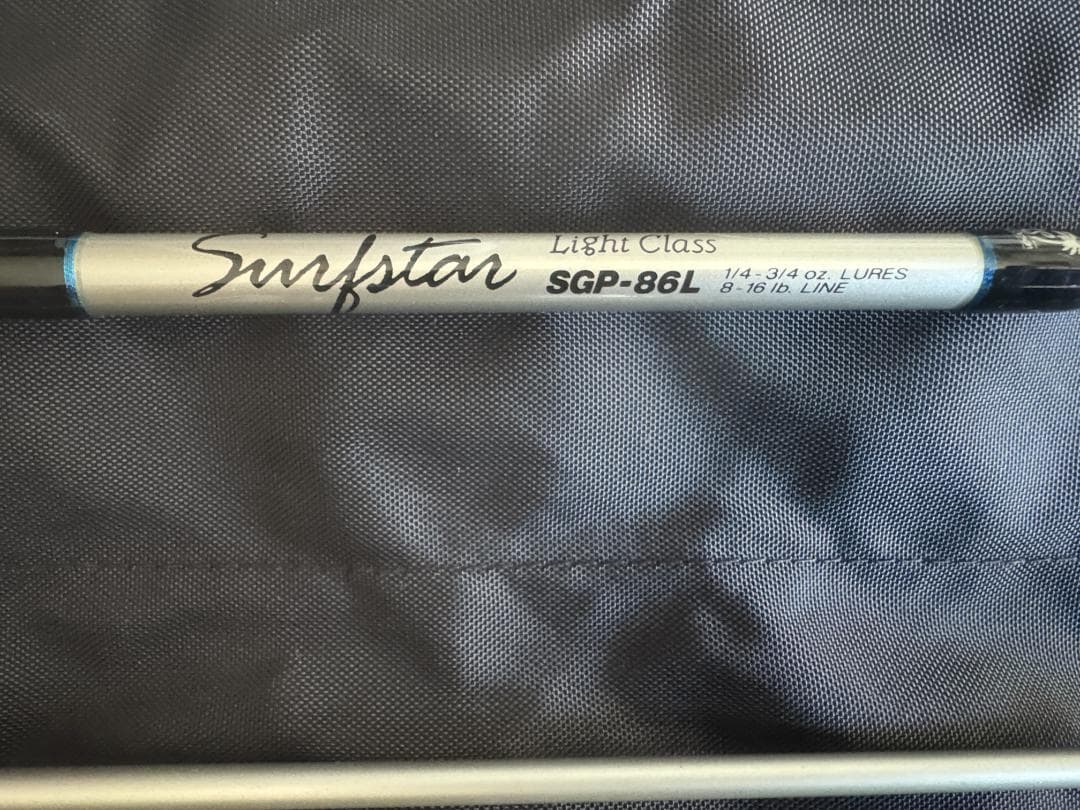 Surfstar
Light Class
SGP-86L
1/4-3/4 oz. LURES
8-16 lb. LINE